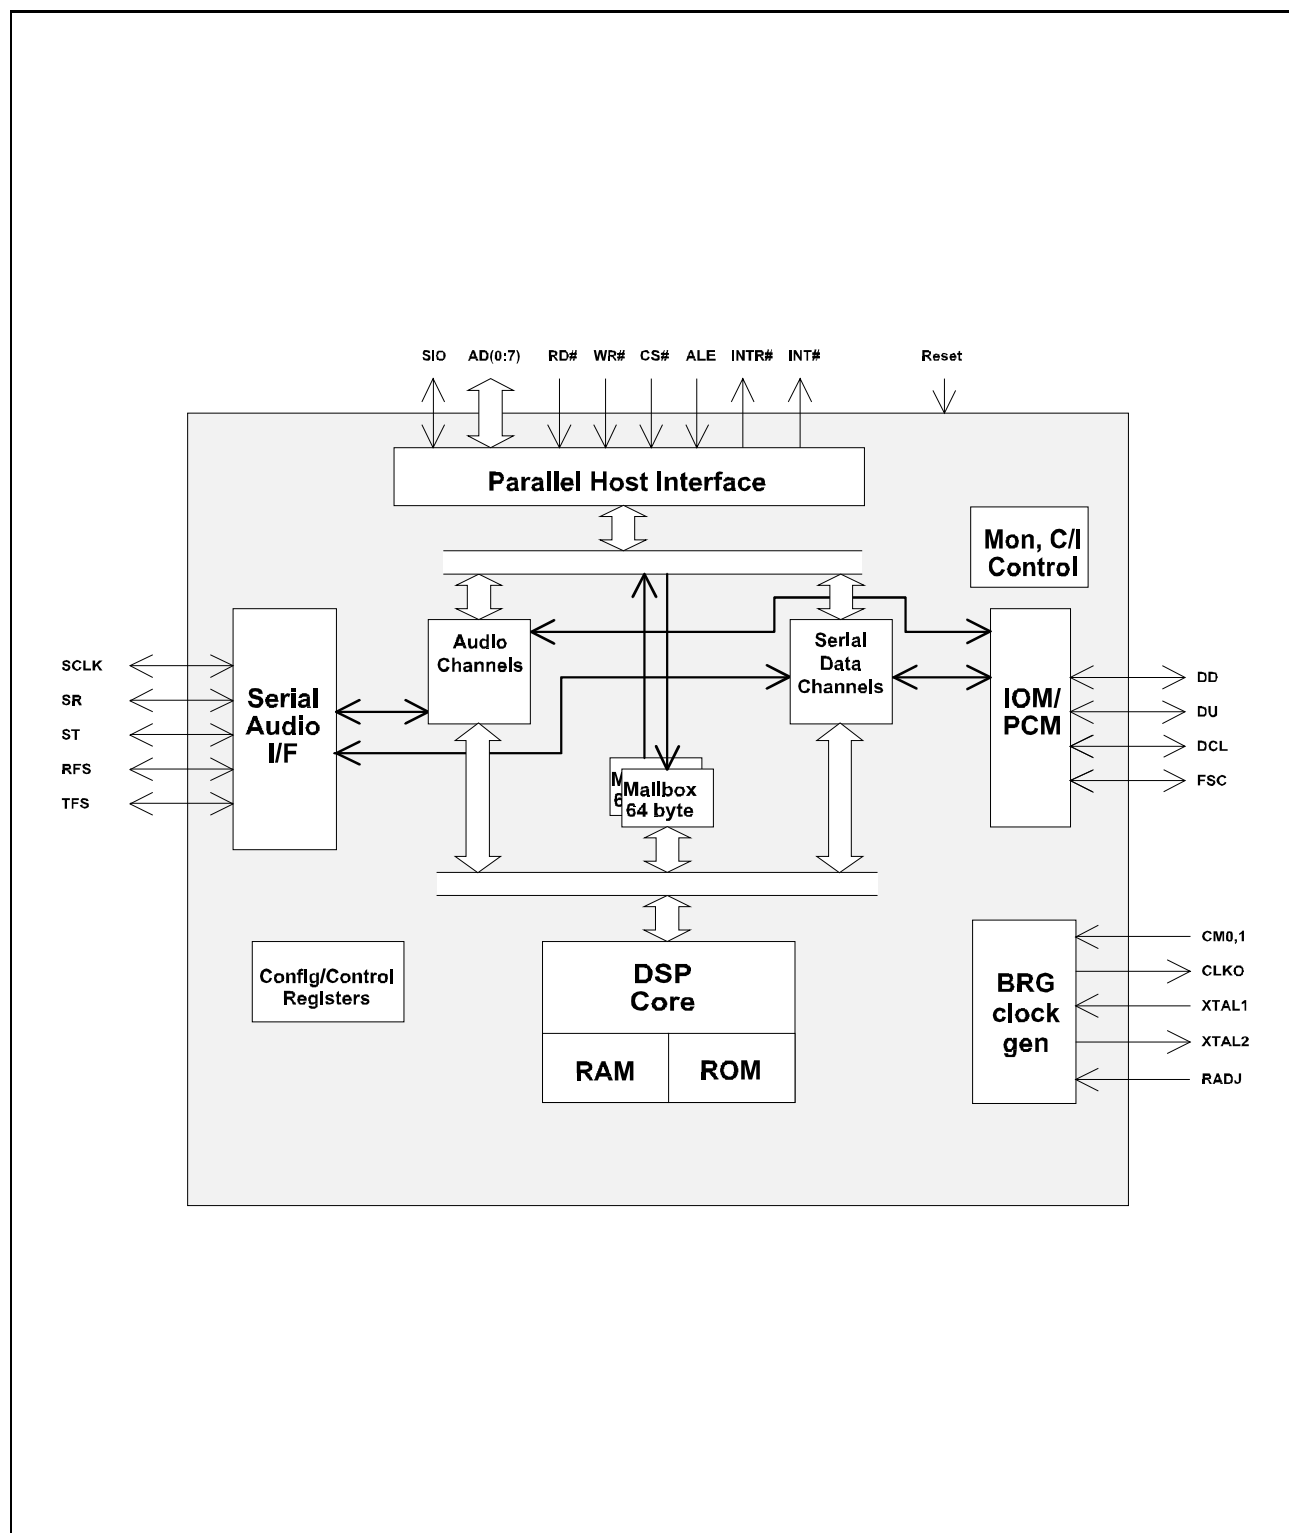 SIO AD(0:7) RD# WR# CS# ALE INTR# INT# Reset
Parallel Host Interface
Mon, C/I
Control
Audio
Channels
Serial
Data
Channels
SCLK
SR
ST
RFS
TFS
Serial
Audio
I/F
IOM/
PCM
DD
DU
DCL
FSC
M
6
Mailbox
64 byte
Config/Control
Registers
DSP
Core
RAM ROM
BRG
clock
gen
CM0,1
CLKO
XTAL1
XTAL2
RADJ